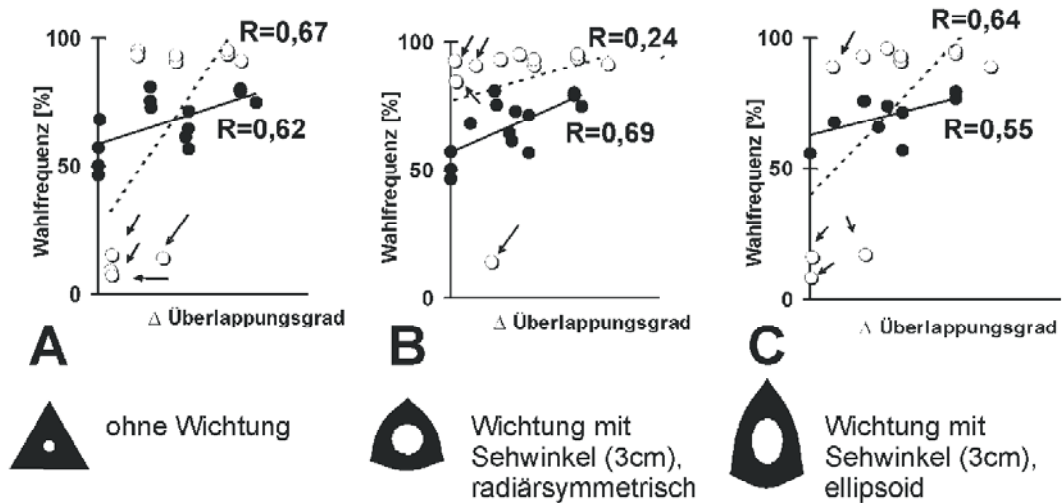 100
R=0,67
Wahlfrequenz [%]
50
R=0,62
0
Δ Überlappungsgrad
100
R=0,24
Wahlfrequenz [%]
50
R=0,69
0
Δ Überlappungsgrad
100
R=0,64
Wahlfrequenz [%]
50
R=0,55
0
Δ Überlappungsgrad
A
ohne Wichtung
B
Wichtung mit
Sehwinkel (3cm),
radiärsymmetrisch
C
Wichtung mit
Sehwinkel (3cm),
ellipsoid